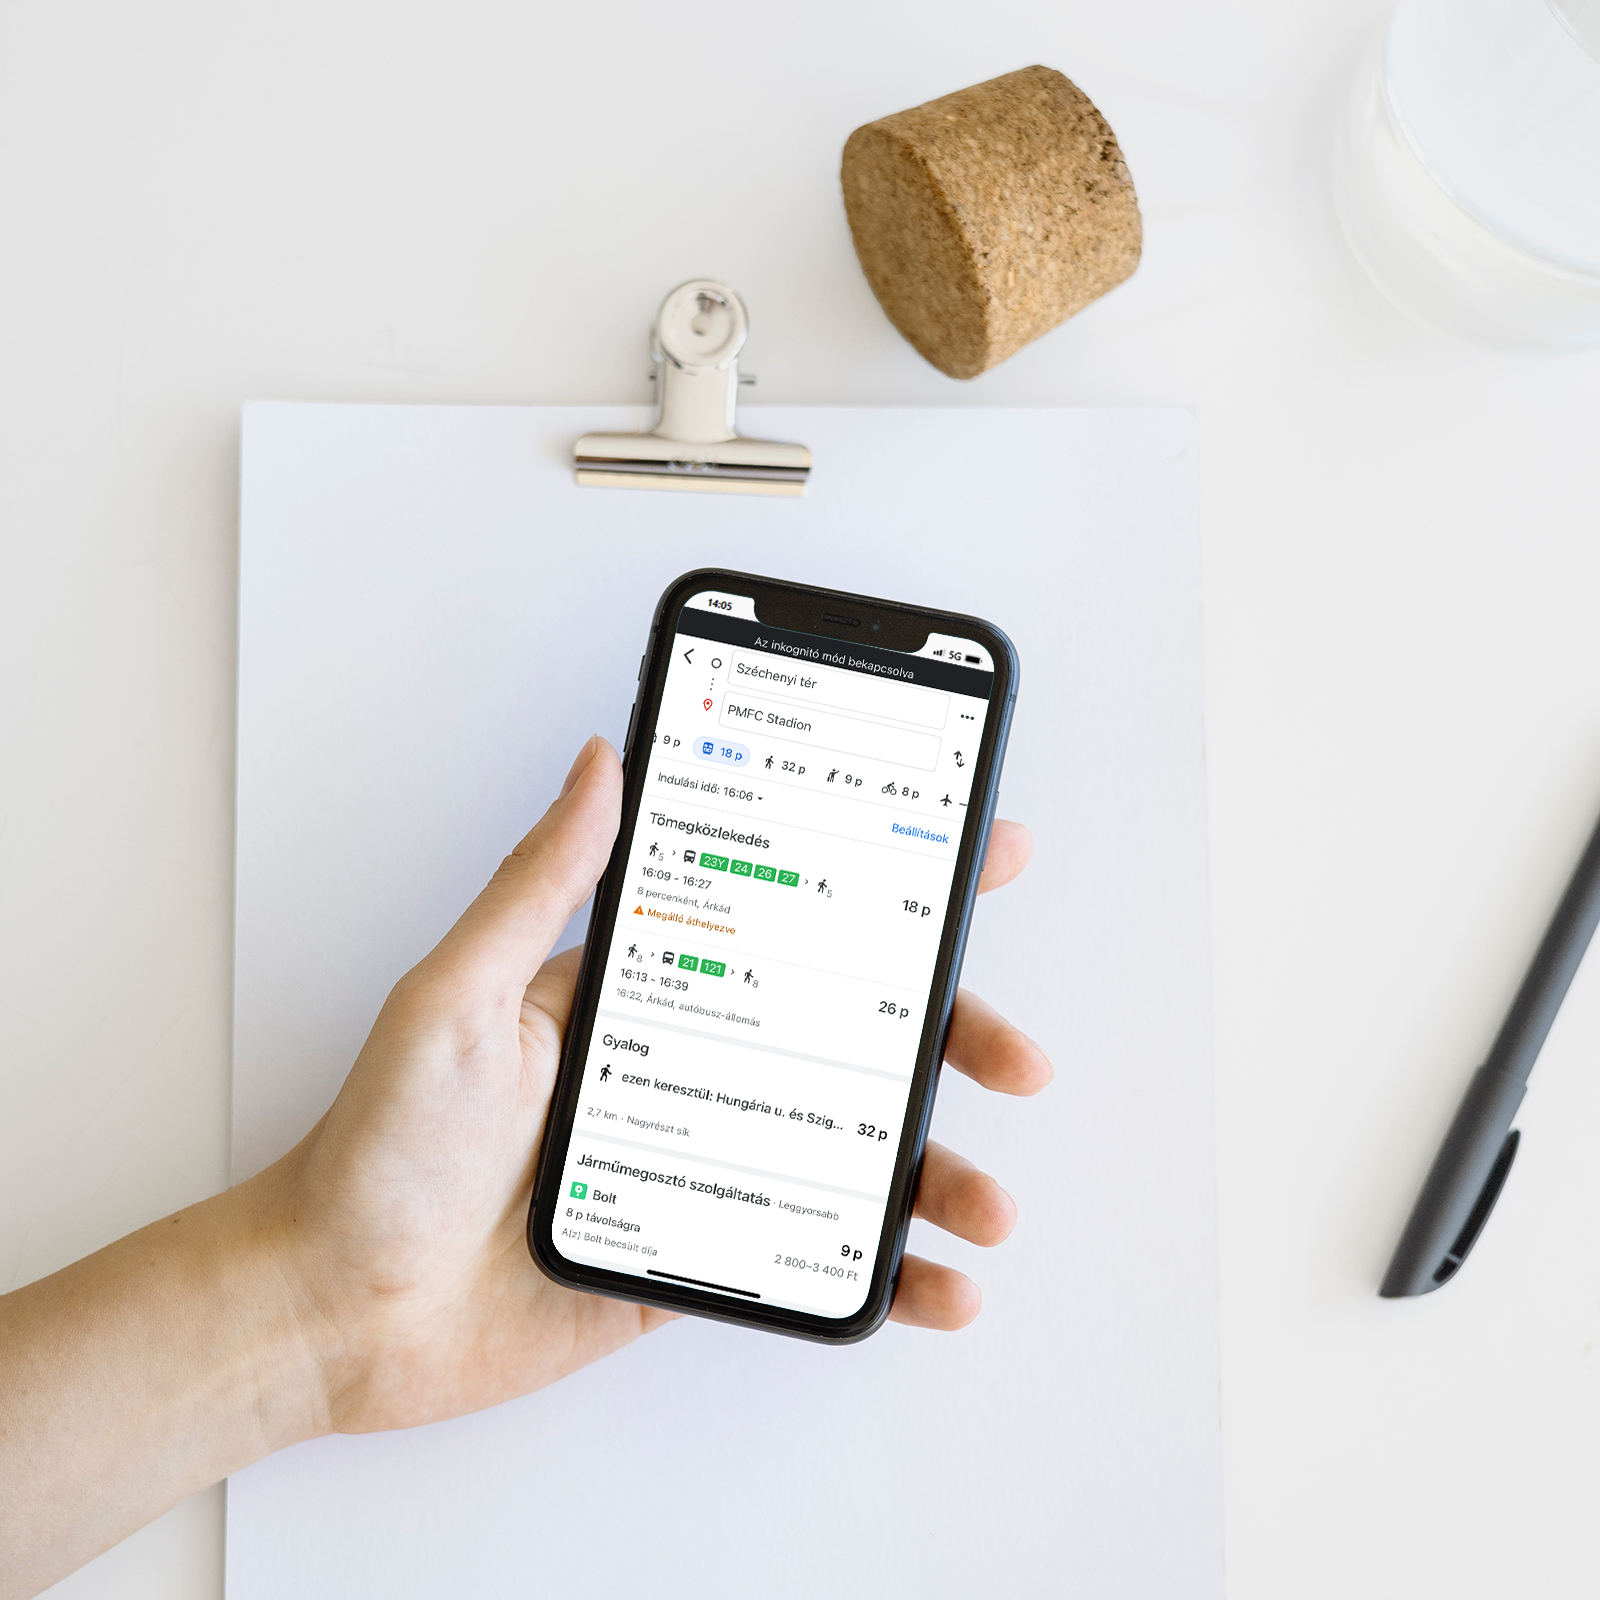 14:05
5G
Az inkognitó mód bekapcsolva
Széchenyi tér
PMFC Stadion
9 p 18 p 32 p 9 p 8 p
Indulási idő: 16:06
Beállítások
Tömegközlekedés
5 23Y 24 26 27 5
16:09 - 16:27
18 p
8 percenként, Árkád
Megálló áthelyezve
8 21 121 8
16:13 - 16:39
26 p
16:22, Árkád, autóbusz-állomás
Gyalog
ezen keresztül: Hungária u. és Szig... 32 p
2,7 km · Nagyrészt sík
Járműmegosztó szolgáltatás · Leggyorsabb
Bolt
8 p távolságra
9 p
A(z) Bolt becsült díja
2 800–3 400 Ft